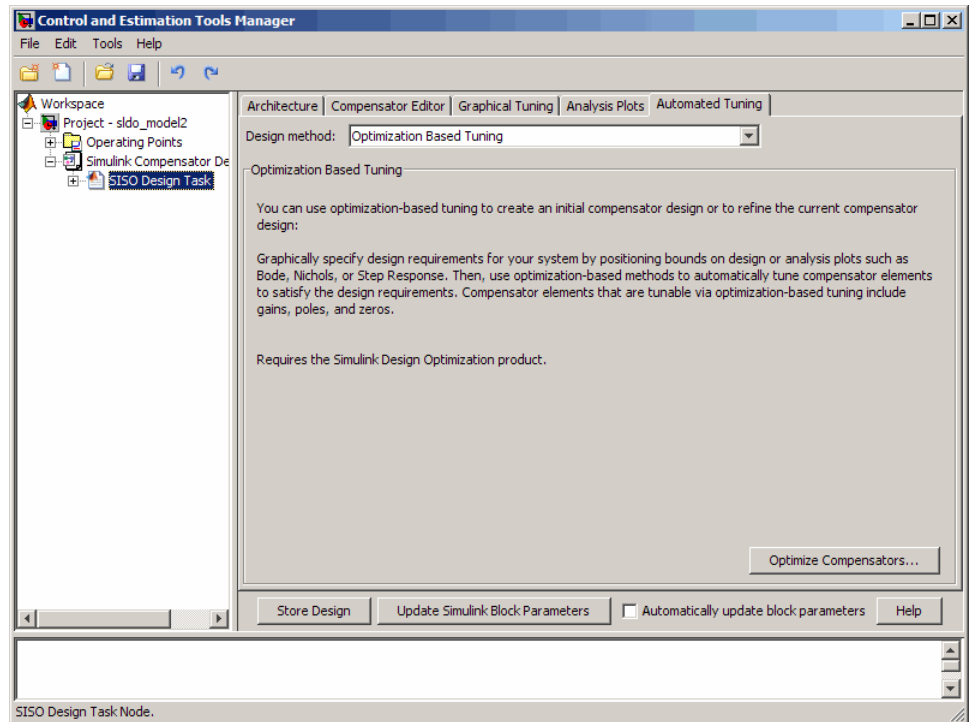 Control and Estimation Tools Manager
File Edit Tools Help
Workspace
Project - sldo_model2
Operating Points
Simulink Compensator De
SISO Design Task
Architecture Compensator Editor Graphical Tuning Analysis Plots Automated Tuning
Design method: Optimization Based Tuning
Optimization Based Tuning
You can use optimization-based tuning to create an initial compensator design or to refine the current compensator
design:
Graphically specify design requirements for your system by positioning bounds on design or analysis plots such as
Bode, Nichols, or Step Response. Then, use optimization-based methods to automatically tune compensator elements
to satisfy the design requirements. Compensator elements that are tunable via optimization-based tuning include
gains, poles, and zeros.
Requires the Simulink Design Optimization product.
Optimize Compensators...
Store Design Update Simulink Block Parameters Automatically update block parameters Help
SISO Design Task Node.